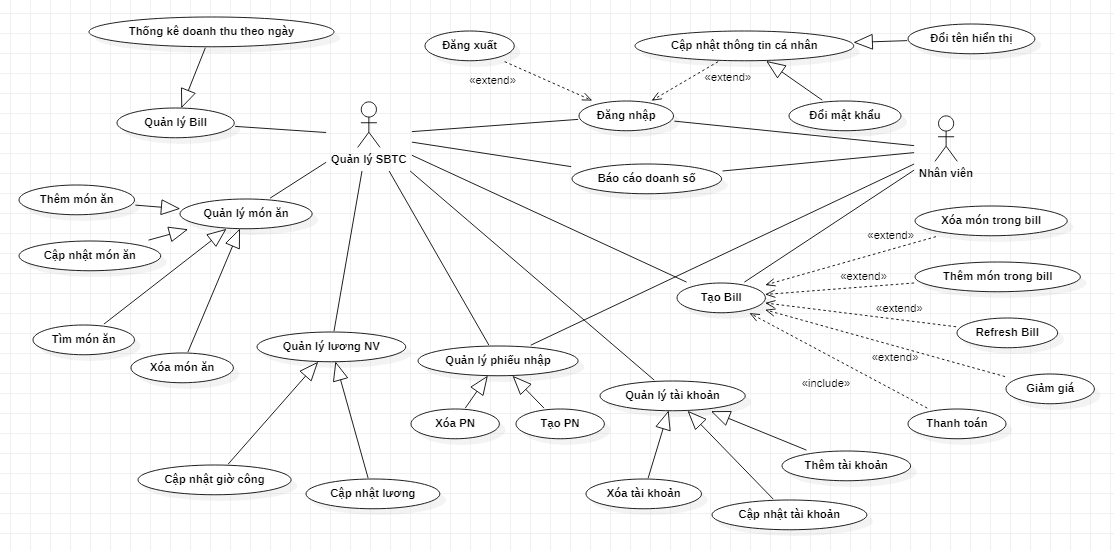 Thống kê doanh thu theo ngày
Đăng xuất
Cập nhật thông tin cá nhân
Đổi tên hiển thị
«extend»
«extend»
Quản lý Bill
Đăng nhập
Đổi mật khẩu
Quản lý SBTC
Báo cáo doanh số
Nhân viên
Thêm món ăn
Quản lý món ăn
Xóa món trong bill
«extend»
Cập nhật món ăn
«extend»
Thêm món trong bill
Tạo Bill
«extend»
Refresh Bill
Tìm món ăn
Quản lý lương NV
Quản lý phiếu nhập
«extend»
Xóa món ăn
«include»
Giảm giá
Quản lý tài khoản
Xóa PN
Tạo PN
Thanh toán
Thêm tài khoản
Cập nhật giờ công
Cập nhật lương
Xóa tài khoản
Cập nhật tài khoản